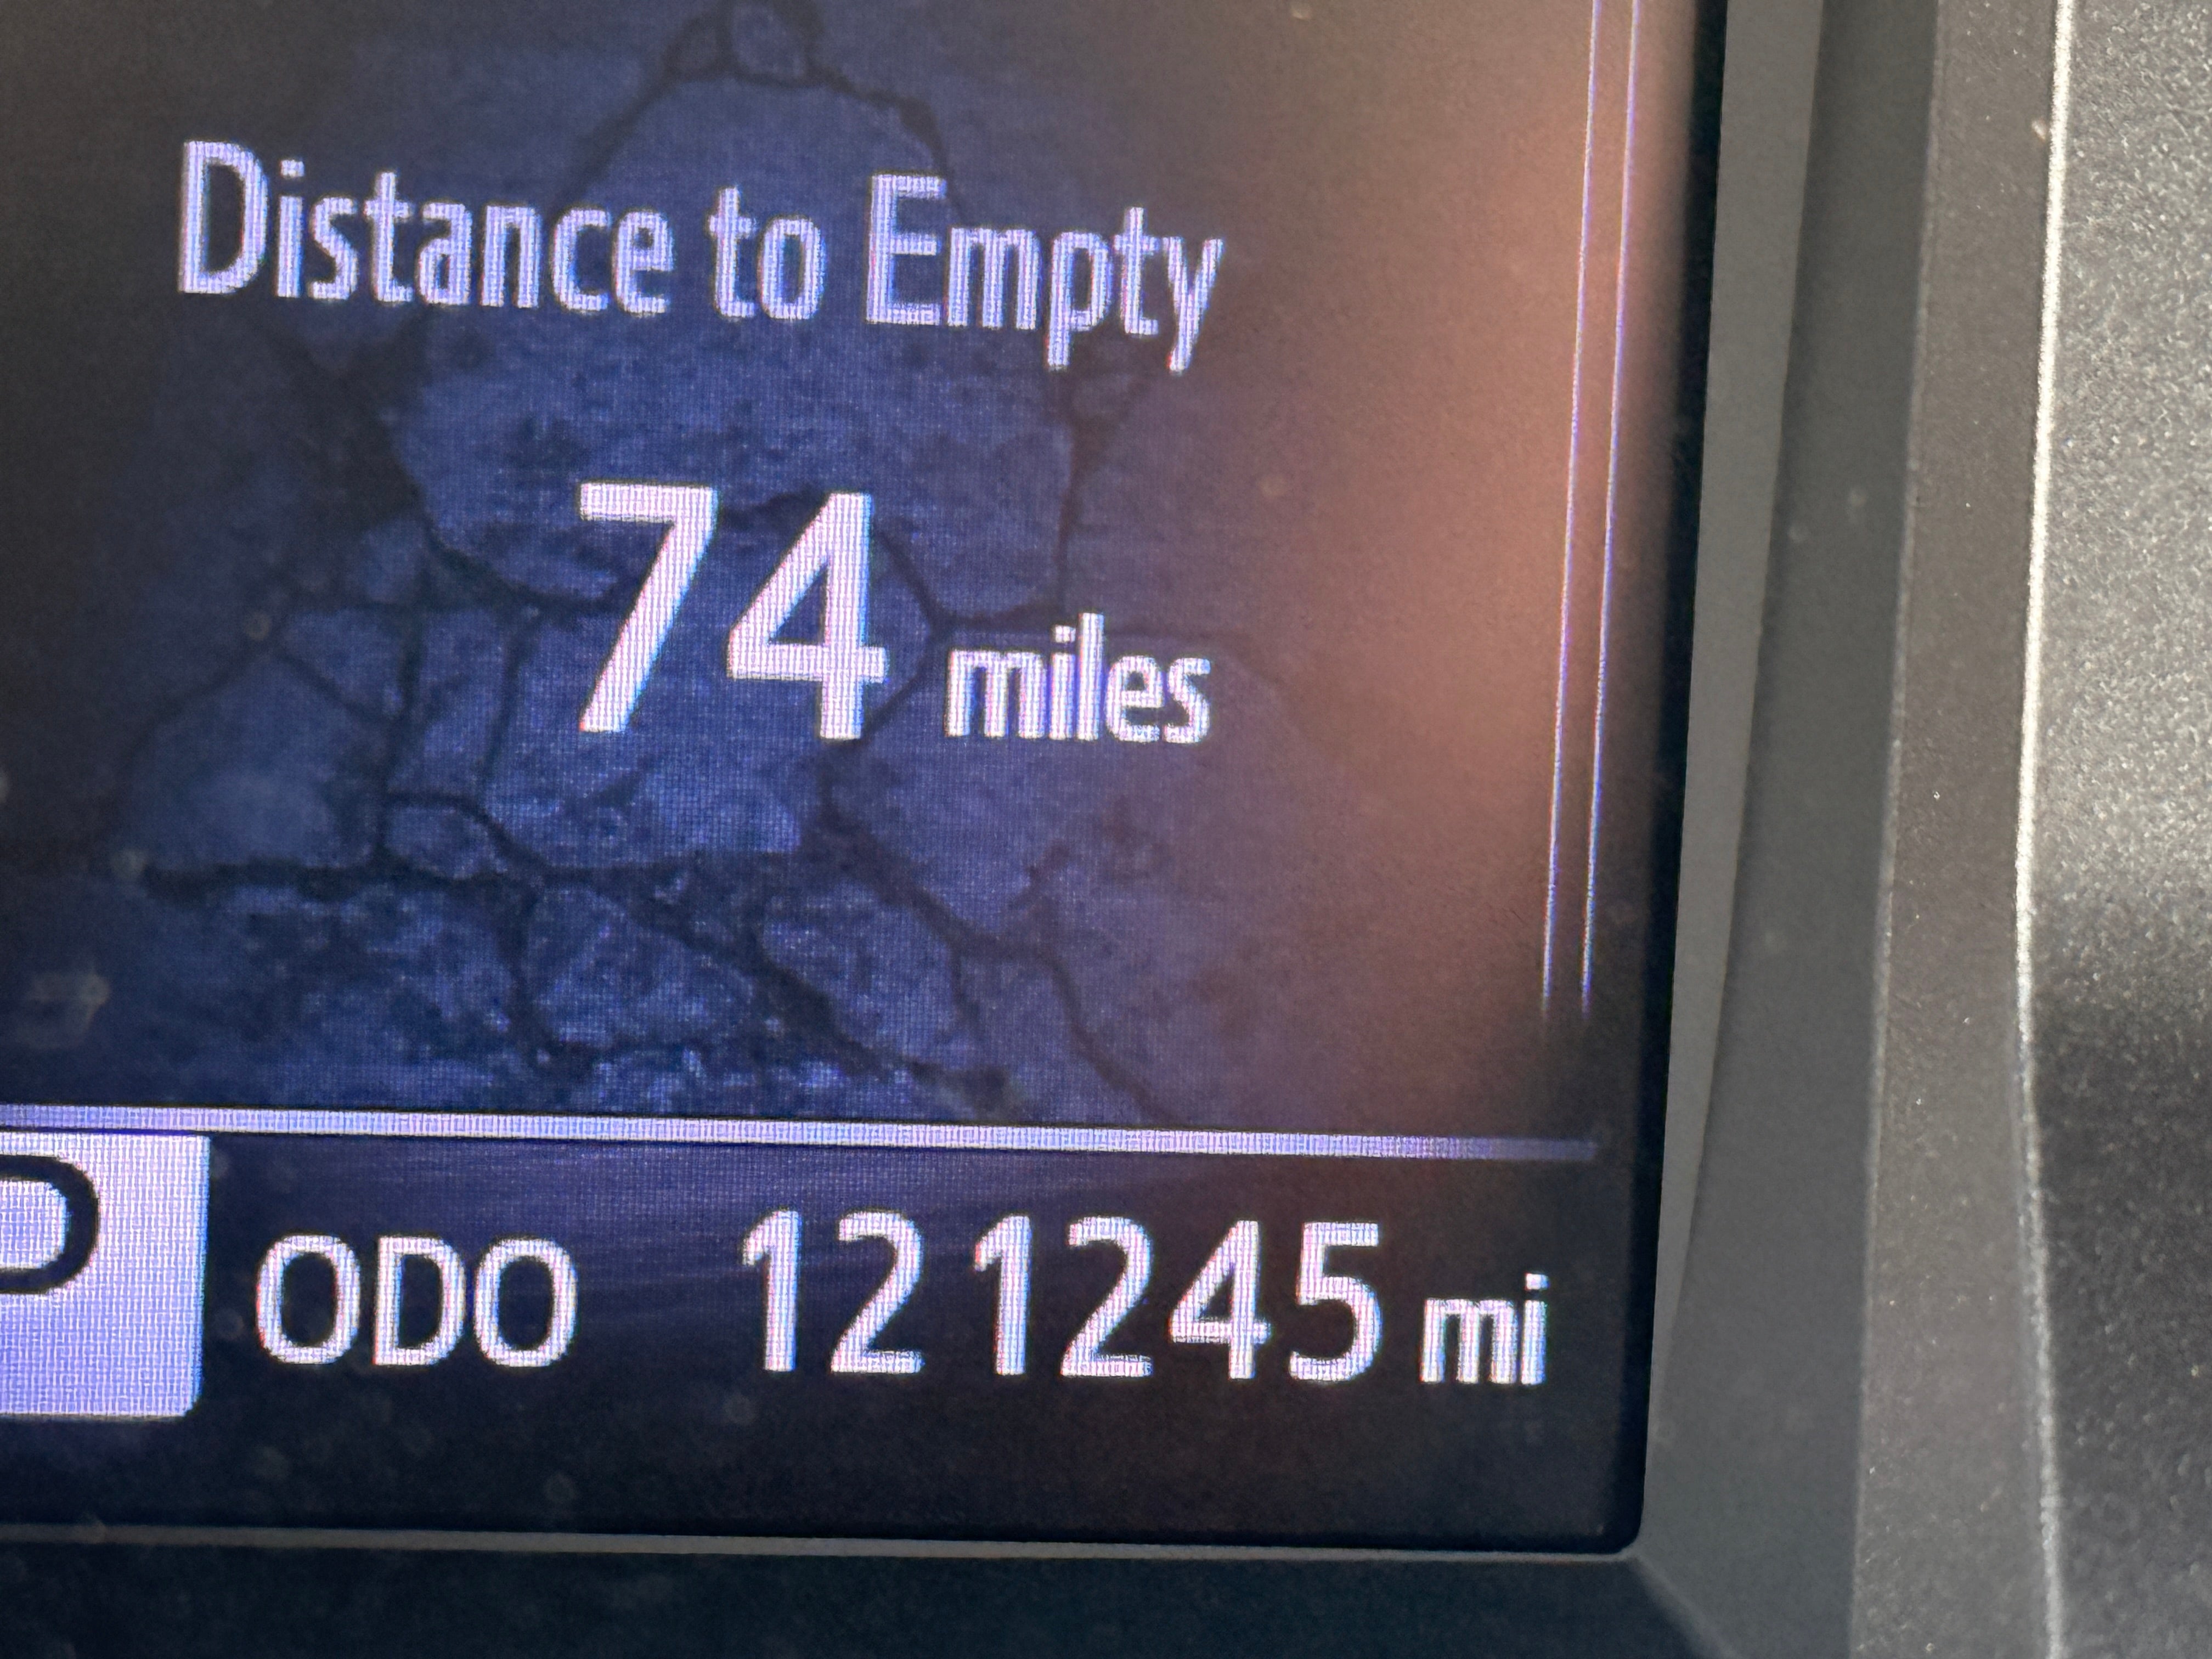 Distance to Empty
74 miles
P ODO 121245 mi